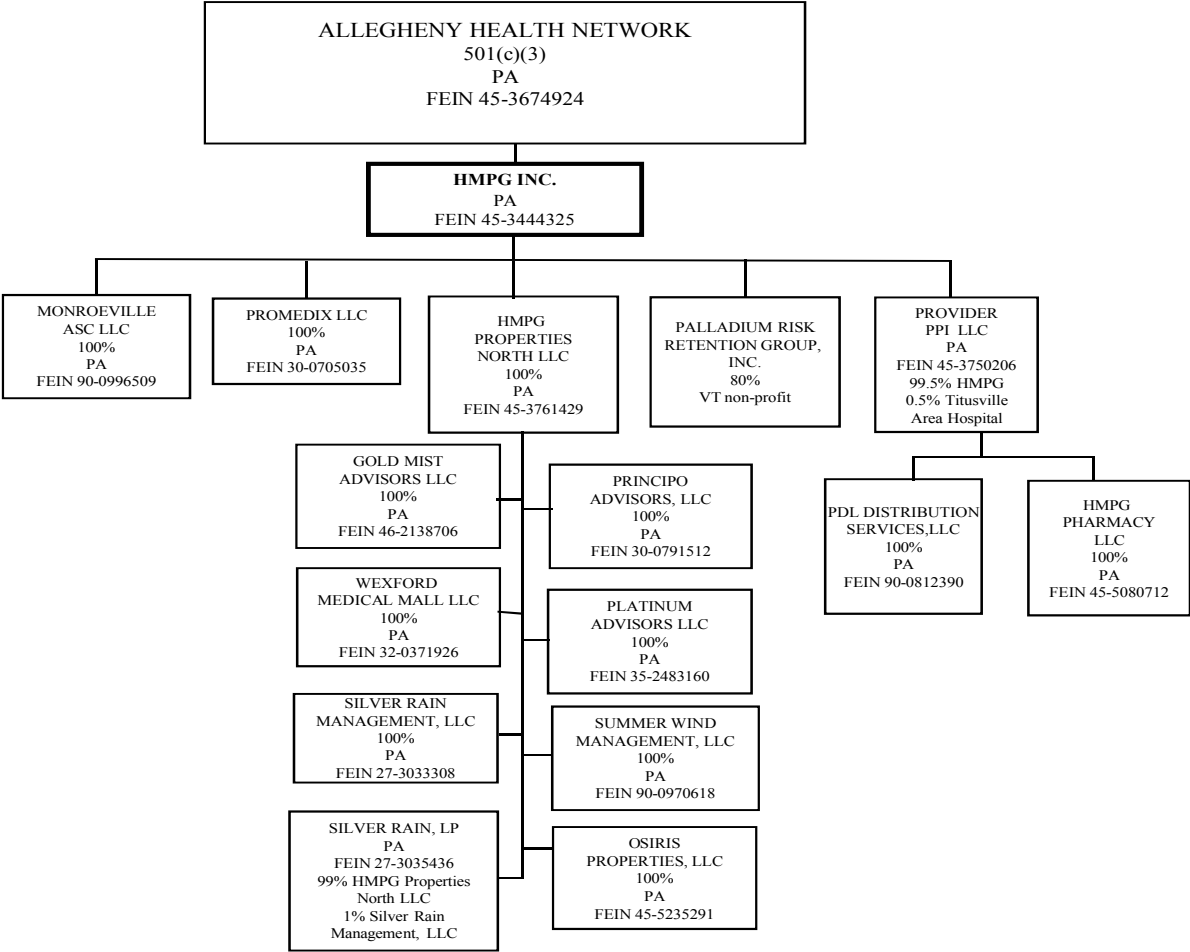 ALLEGHENY HEALTH NETWORK
501(c)(3)
PA
FEIN 45-3674924
HMPG INC.
PA
FEIN 45-3444325
MONROEVILLE
ASC LLC
100%
PA
FEIN 90-0996509
PROMEDIX LLC
100%
PA
FEIN 30-0705035
HMPG
PROPERTIES
NORTH LLC
100%
PA
FEIN 45-3761429
PALLADIUM RISK
RETENTION GROUP,
INC.
80%
VT non-profit
PROVIDER
PPI LLC
PA
FEIN 45-3750206
99.5% HMPG
0.5% Titusville
Area Hospital
GOLD MIST
ADVISORS LLC
100%
PA
FEIN 46-2138706
PRINCIPO
ADVISORS, LLC
100%
PA
FEIN 30-0791512
PDL DISTRIBUTION
SERVICES,LLC
100%
PA
FEIN 90-0812390
HMPG
PHARMACY
LLC
100%
PA
FEIN 45-5080712
WEXFORD
MEDICAL MALL LLC
100%
PA
FEIN 32-0371926
PLATINUM
ADVISORS LLC
100%
PA
FEIN 35-2483160
SILVER RAIN
MANAGEMENT, LLC
100%
PA
FEIN 27-3033308
SUMMER WIND
MANAGEMENT, LLC
100%
PA
FEIN 90-0970618
SILVER RAIN, LP
PA
FEIN 27-3035436
99% HMPG Properties
North LLC
1% Silver Rain
Management, LLC
OSIRIS
PROPERTIES, LLC
100%
PA
FEIN 45-5235291